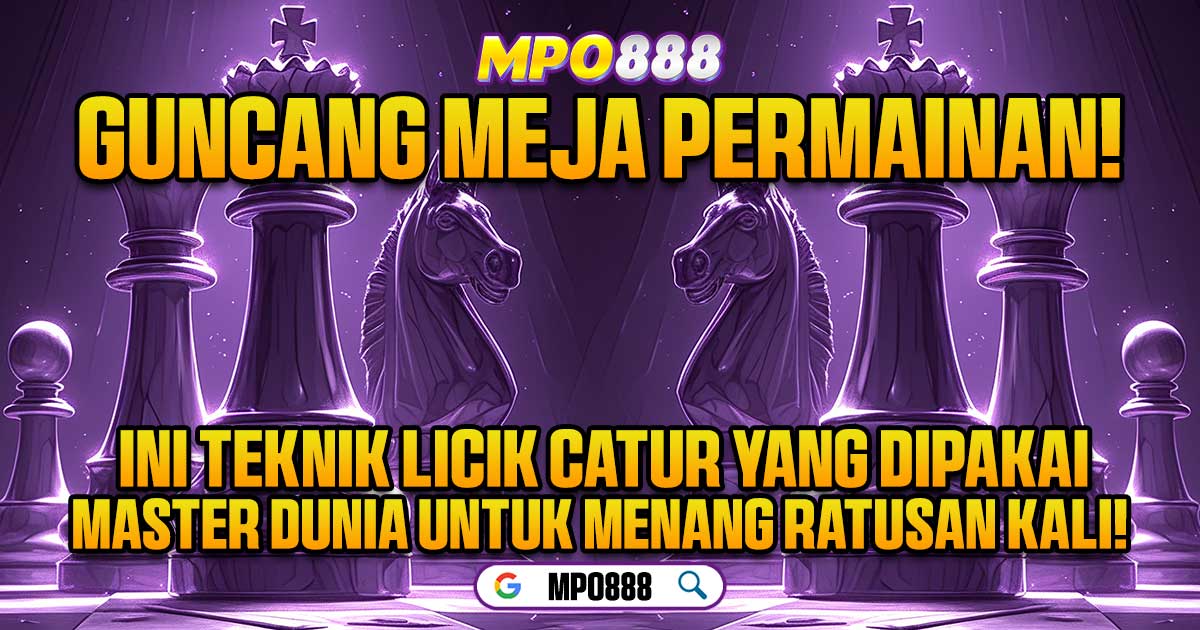 MPO888
GUNCANG MEJA PERMAINAN!
INI TEKNIK LICIK CATUR YANG DIPAKAI
MASTER DUNIA UNTUK MENANG RATUSAN KALI!
G MPO888